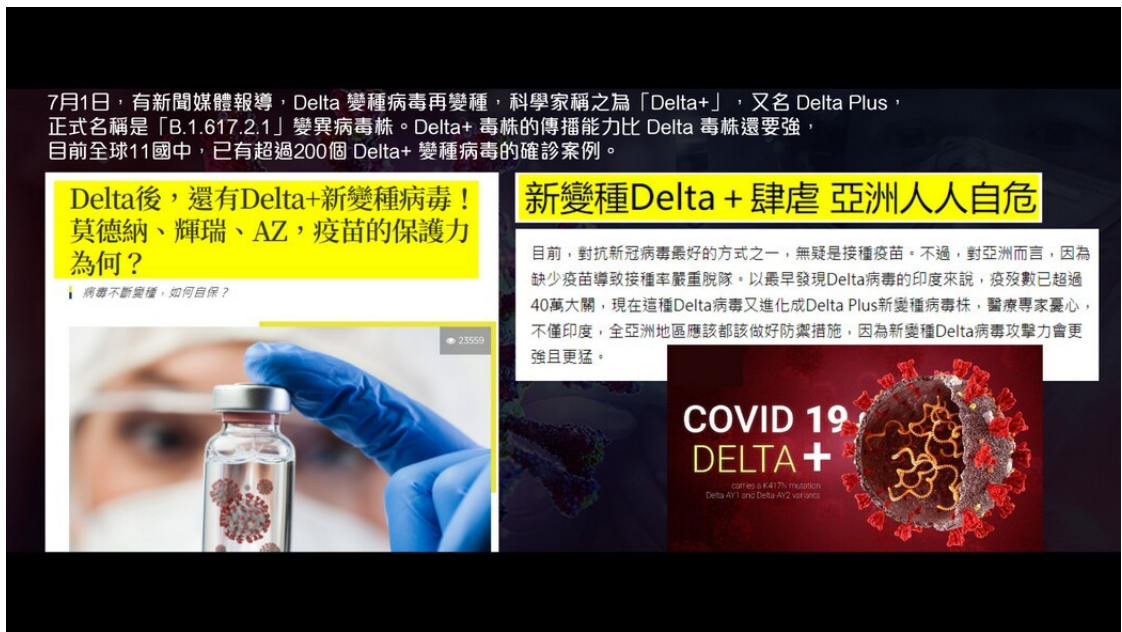 7月1日，有新聞媒體報導，Delta 變種病毒再變種，科學家稱之為「Delta+」，又名 Delta Plus，
正式名稱是「B.1.617.2.1」變異病毒株。Delta+ 毒株的傳播能力比 Delta 毒株還要強，
目前全球11國中，已有超過200個 Delta+ 變種病毒的確診案例。
Delta後，還有Delta+新變種病毒！
莫德納、輝瑞、AZ，疫苗的保護力
為何？
病毒不斷變種，如何自保？
23559
新變種Delta＋肆虐 亞洲人人自危
目前，對抗新冠病毒最好的方式之一，無疑是接種疫苗。不過，對亞洲而言，因為
缺少疫苗導致接種率嚴重脫隊。以最早發現Delta病毒的印度來說，疫歿數已超過
40萬大關，現在這種Delta病毒又進化成Delta Plus新變種病毒株，醫療專家憂心，
不僅印度，全亞洲地區應該都該做好防禦措施，因為新變種Delta病毒攻擊力會更
強且更猛。
COVID 19
DELTA +
carries a K417N mutation
Delta-AY1 and Delta-AY2 variants